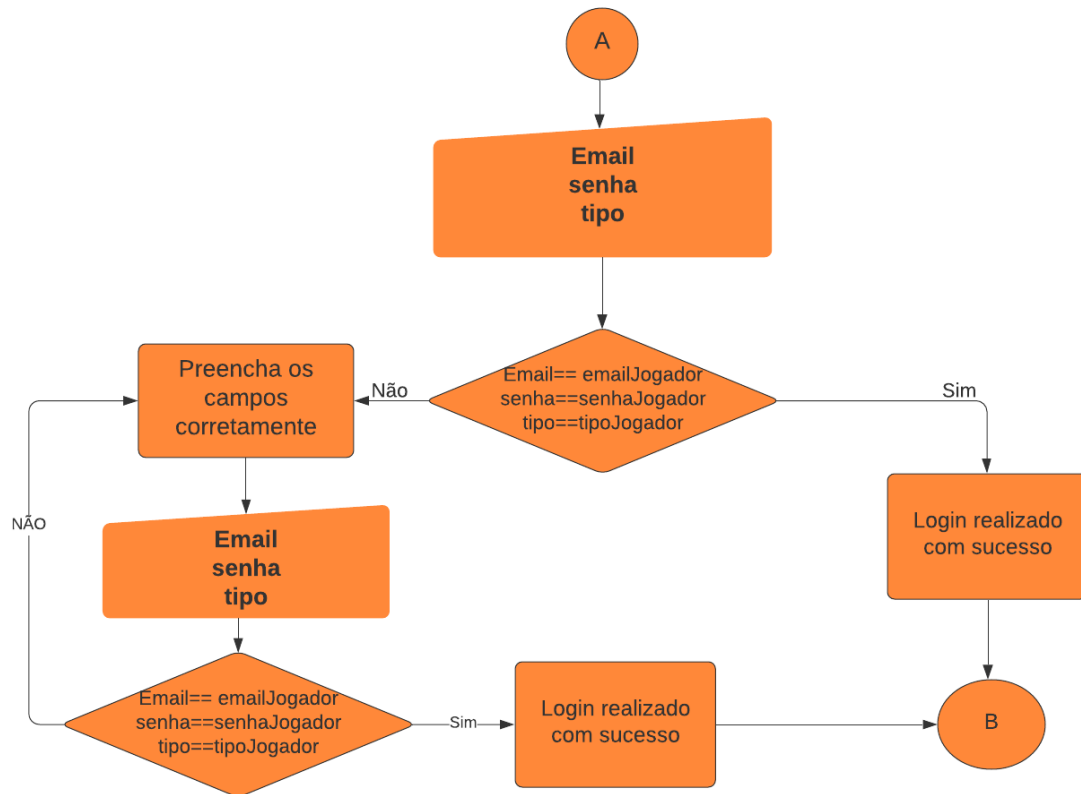 A
Email
senha
tipo
Email== emailJogador
senha==senhaJogador
tipo==tipoJogador
Não
Sim
Preencha os
campos
corretamente
Login realizado
com sucesso
NÃO
Email
senha
tipo
Email== emailJogador
senha==senhaJogador
tipo==tipoJogador
Sim
Login realizado
com sucesso
B